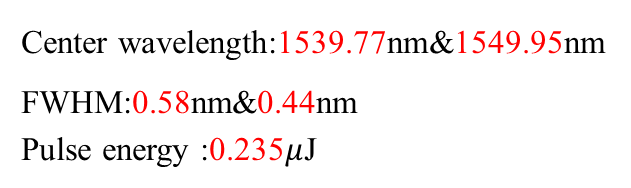 Center wavelength:1539.77nm&1549.95nm
FWHM:0.58nm&0.44nm
Pulse energy :0.235μJ